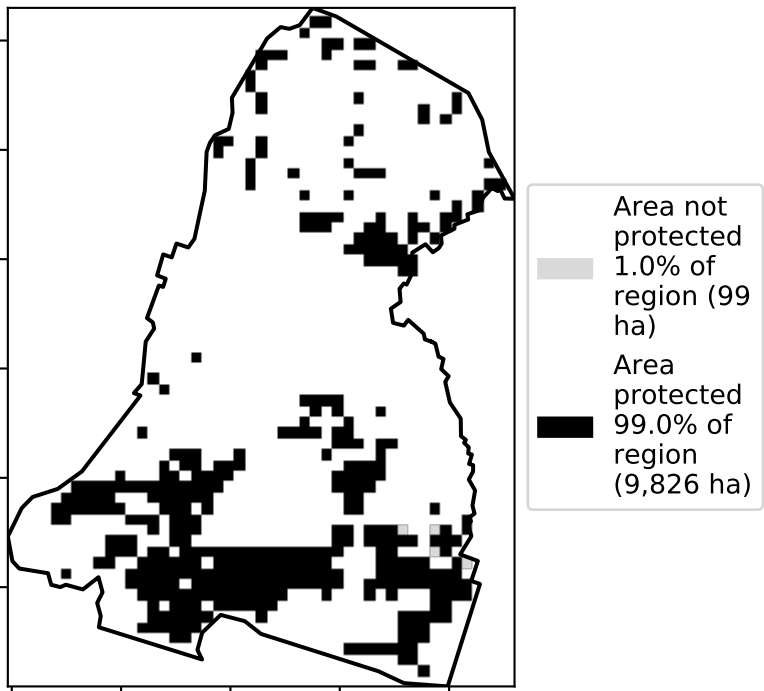 Area not
protected
1.0% of
region (99
ha)
Area
protected
99.0% of
region
(9,826 ha)